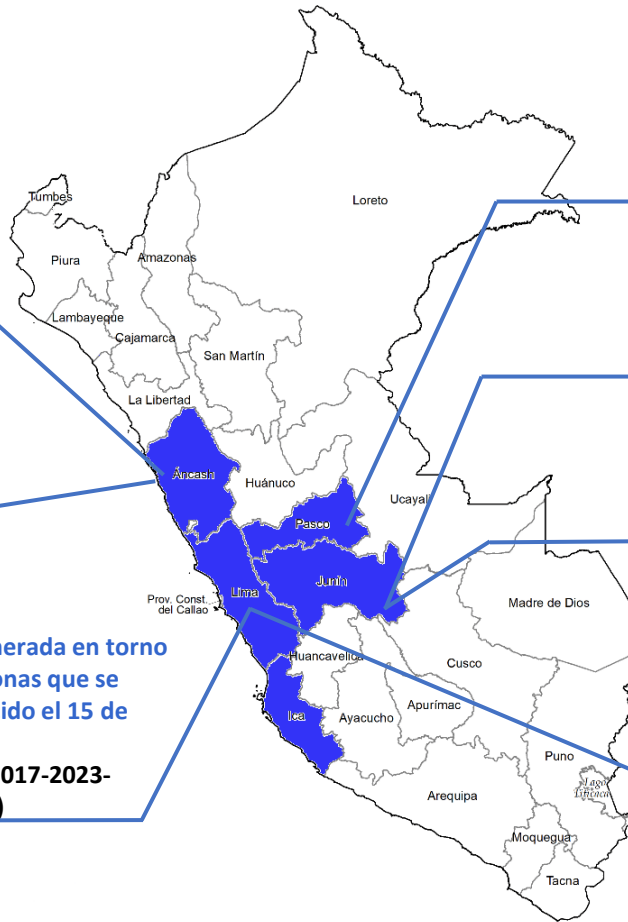 Tumbes
Loreto
Piura
Amazonas
Lambayeque
Cajamarca
San Martín
La Libertad
Áncash
Huánuco
Ucayali
Pasco
Junín
Lima
Prov. Const.
del Callao
Madre de Dios
Huancavelica
Cusco
Ica
Ayacucho
Apurímac
Puno
Lago
Titicaca
Arequipa
Moquegua
Tacna
nerada en torno
onas que se
ido el 15 de
017-2023-
)